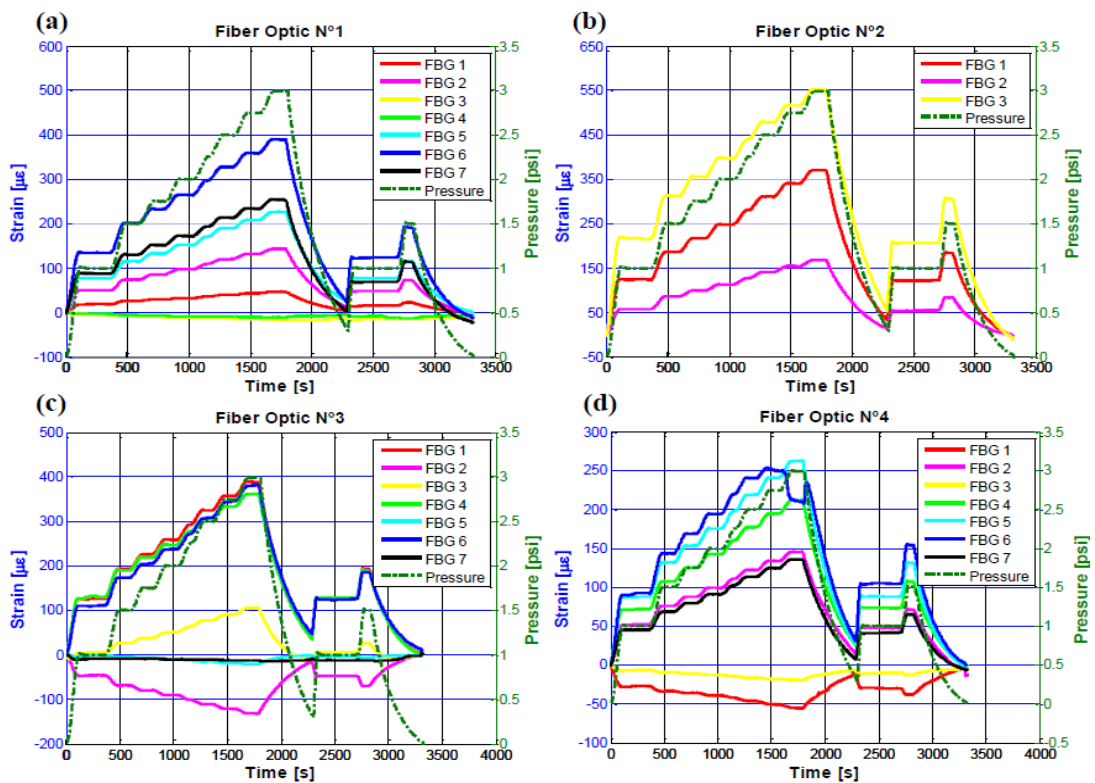 (a)
Fiber Optic N°1
Strain [µε]
600
500
400
300
200
100
0
-100
3.5
3
2.5
2
1.5
1
0.5
0
Pressure [psi]
FBG 1
FBG 2
FBG 3
FBG 4
FBG 5
FBG 6
FBG 7
Pressure
0 500 1000 1500 2000 2500 3000 3500
Time [s]
(b)
Fiber Optic N°2
Strain [µε]
650
550
450
350
250
150
50
-50
3.5
3
2.5
2
1.5
1
0.5
0
Pressure [psi]
FBG 1
FBG 2
FBG 3
Pressure
0 500 1000 1500 2000 2500 3000 3500
Time [s]
(c)
Fiber Optic N°3
Strain [µε]
500
400
300
200
100
0
-100
-200
3.5
3
2.5
2
1.5
1
0.5
0
Pressure [psi]
FBG 1
FBG 2
FBG 3
FBG 4
FBG 5
FBG 6
FBG 7
Pressure
0 500 1000 1500 2000 2500 3000 3500
Time [s]
(d)
Fiber Optic N°4
Strain [µε]
300
250
200
150
100
50
0
-50
-100
3.5
3
2.5
2
1.5
1
0.5
0
0.5
Pressure [psi]
FBG 1
FBG 2
FBG 3
FBG 4
FBG 5
FBG 6
FBG 7
Pressure
0 500 1000 1500 2000 2500 3000 3500 4000
Time [s]